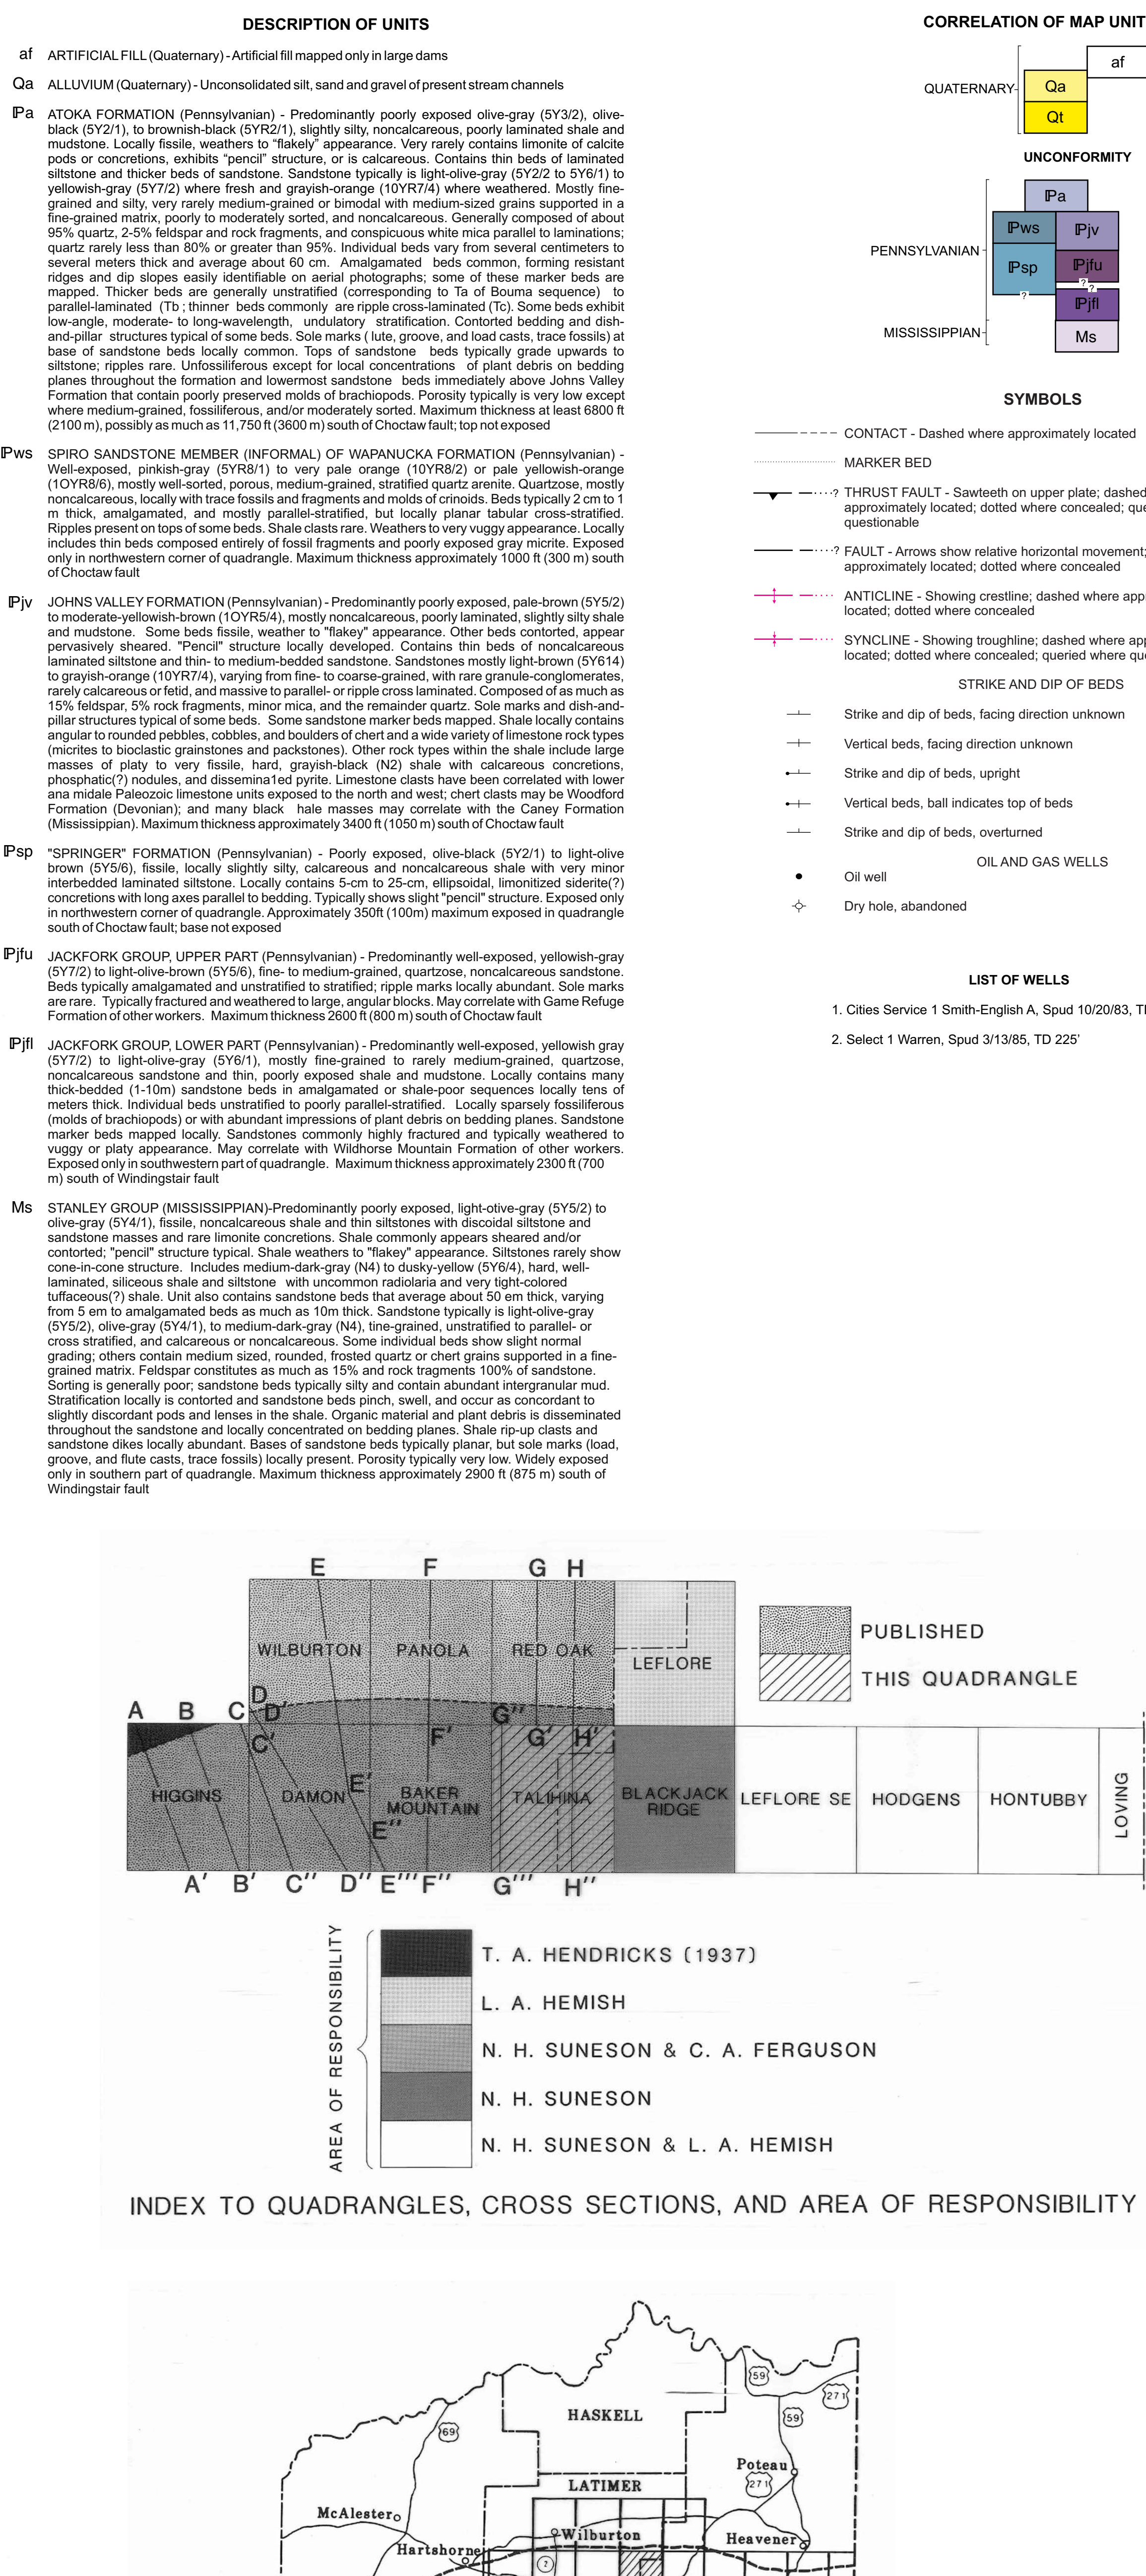 DESCRIPTION OF UNITS
af ARTIFICIAL FILL (Quaternary) - Artificial fill mapped only in large dams
Qa ALLUVIUM (Quaternary) - Unconsolidated silt, sand and gravel of present stream channels
ℙa ATOKA FORMATION (Pennsylvanian) - Predominantly poorly exposed olive-gray (5Y3/2), olive-
black (5Y2/1), to brownish-black (5YR2/1), slightly silty, noncalcareous, poorly laminated shale and
mudstone. Locally fissile, weathers to “flakely” appearance. Very rarely contains limonite of calcite
pods or concretions, exhibits “pencil” structure, or is calcareous. Contains thin beds of laminated
siltstone and thicker beds of sandstone. Sandstone typically is light-olive-gray (5Y2/2 to 5Y6/1) to
yellowish-gray (5Y7/2) where fresh and grayish-orange (10YR7/4) where weathered. Mostly fine-
grained and silty, very rarely medium-grained or bimodal with medium-sized grains supported in a
fine-grained matrix, poorly to moderately sorted, and noncalcareous. Generally composed of about
95% quartz, 2-5% feldspar and rock fragments, and conspicuous white mica parallel to laminations;
quartz rarely less than 80% or greater than 95%. Individual beds vary from several centimeters to
several meters thick and average about 60 cm. Amalgamated beds common, forming resistant
ridges and dip slopes easily identifiable on aerial photographs; some of these marker beds are
mapped. Thicker beds are generally unstratified (corresponding to Ta of Bouma sequence) to
parallel-laminated (Tb ; thinner beds commonly are ripple cross-laminated (Tc). Some beds exhibit
low-angle, moderate- to long-wavelength, undulatory stratification. Contorted bedding and dish-
and-pillar structures typical of some beds. Sole marks ( lute, groove, and load casts, trace fossils) at
base of sandstone beds locally common. Tops of sandstone beds typically grade upwards to
siltstone; ripples rare. Unfossiliferous except for local concentrations of plant debris on bedding
planes throughout the formation and lowermost sandstone beds immediately above Johns Valley
Formation that contain poorly preserved molds of brachiopods. Porosity typically is very low except
where medium-grained, fossiliferous, and/or moderately sorted. Maximum thickness at least 6800 ft
(2100 m), possibly as much as 11,750 ft (3600 m) south of Choctaw fault; top not exposed
ℙws SPIRO SANDSTONE MEMBER (INFORMAL) OF WAPANUCKA FORMATION (Pennsylvanian) -
Well-exposed, pinkish-gray (5YR8/1) to very pale orange (10YR8/2) or pale yellowish-orange
(1OYR8/6), mostly well-sorted, porous, medium-grained, stratified quartz arenite. Quartzose, mostly
noncalcareous, locally with trace fossils and fragments and molds of crinoids. Beds typically 2 cm to 1
m thick, amalgamated, and mostly parallel-stratified, but locally planar tabular cross-stratified.
Ripples present on tops of some beds. Shale clasts rare. Weathers to very vuggy appearance. Locally
includes thin beds composed entirely of fossil fragments and poorly exposed gray micrite. Exposed
only in northwestern corner of quadrangle. Maximum thickness approximately 1000 ft (300 m) south
of Choctaw fault
ℙjv JOHNS VALLEY FORMATION (Pennsylvanian) - Predominantly poorly exposed, pale-brown (5Y5/2)
to moderate-yellowish-brown (1OYR5/4), mostly noncalcareous, poorly laminated, slightly silty shale
and mudstone. Some beds fissile, weather to "flakey" appearance. Other beds contorted, appear
pervasively sheared. "Pencil" structure locally developed. Contains thin beds of noncalcareous
laminated siltstone and thin- to medium-bedded sandstone. Sandstones mostly light-brown (5Y614)
to grayish-orange (10YR7/4), varying from fine- to coarse-grained, with rare granule-conglomerates,
rarely calcareous or fetid, and massive to parallel- or ripple cross laminated. Composed of as much as
15% feldspar, 5% rock fragments, minor mica, and the remainder quartz. Sole marks and dish-and-
pillar structures typical of some beds. Some sandstone marker beds mapped. Shale locally contains
angular to rounded pebbles, cobbles, and boulders of chert and a wide variety of limestone rock types
(micrites to bioclastic grainstones and packstones). Other rock types within the shale include large
masses of platy to very fissile, hard, grayish-black (N2) shale with calcareous concretions,
phosphatic(?) nodules, and dissemina1ed pyrite. Limestone clasts have been correlated with lower
ana midale Paleozoic limestone units exposed to the north and west; chert clasts may be Woodford
Formation (Devonian); and many black hale masses may correlate with the Caney Formation
(Mississippian). Maximum thickness approximately 3400 ft (1050 m) south of Choctaw fault
ℙsp "SPRINGER" FORMATION (Pennsylvanian) - Poorly exposed, olive-black (5Y2/1) to light-olive
brown (5Y5/6), fissile, locally slightly silty, calcareous and noncalcareous shale with very minor
interbedded laminated siltstone. Locally contains 5-cm to 25-cm, ellipsoidal, limonitized siderite(?)
concretions with long axes parallel to bedding. Typically shows slight "pencil" structure. Exposed only
in northwestern corner of quadrangle. Approximately 350ft (100m) maximum exposed in quadrangle
south of Choctaw fault; base not exposed
ℙjfu JACKFORK GROUP, UPPER PART (Pennsylvanian) - Predominantly well-exposed, yellowish-gray
(5Y7/2) to light-olive-brown (5Y5/6), fine- to medium-grained, quartzose, noncalcareous sandstone.
Beds typically amalgamated and unstratified to stratified; ripple marks locally abundant. Sole marks
are rare. Typically fractured and weathered to large, angular blocks. May correlate with Game Refuge
Formation of other workers. Maximum thickness 2600 ft (800 m) south of Choctaw fault
ℙjfl JACKFORK GROUP, LOWER PART (Pennsylvanian) - Predominantly well-exposed, yellowish gray
(5Y7/2) to light-olive-gray (5Y6/1), mostly fine-grained to rarely medium-grained, quartzose,
noncalcareous sandstone and thin, poorly exposed shale and mudstone. Locally contains many
thick-bedded (1-10m) sandstone beds in amalgamated or shale-poor sequences locally tens of
meters thick. Individual beds unstratified to poorly parallel-stratified. Locally sparsely fossiliferous
(molds of brachiopods) or with abundant impressions of plant debris on bedding planes. Sandstone
marker beds mapped locally. Sandstones commonly highly fractured and typically weathered to
vuggy or platy appearance. May correlate with Wildhorse Mountain Formation of other workers.
Exposed only in southwestern part of quadrangle. Maximum thickness approximately 2300 ft (700
m) south of Windingstair fault
Ms STANLEY GROUP (MISSISSIPPIAN)-Predominantly poorly exposed, light-otive-gray (5Y5/2) to
olive-gray (5Y4/1), fissile, noncalcareous shale and thin siltstones with discoidal siltstone and
sandstone masses and rare limonite concretions. Shale commonly appears sheared and/or
contorted; "pencil" structure typical. Shale weathers to "flakey" appearance. Siltstones rarely show
cone-in-cone structure. Includes medium-dark-gray (N4) to dusky-yellow (5Y6/4), hard, well-
laminated, siliceous shale and siltstone with uncommon radiolaria and very tight-colored
tuffaceous(?) shale. Unit also contains sandstone beds that average about 50 em thick, varying
from 5 em to amalgamated beds as much as 10m thick. Sandstone typically is light-olive-gray
(5Y5/2), olive-gray (5Y4/1), to medium-dark-gray (N4), tine-grained, unstratified to parallel- or
cross stratified, and calcareous or noncalcareous. Some individual beds show slight normal
grading; others contain medium sized, rounded, frosted quartz or chert grains supported in a fine-
grained matrix. Feldspar constitutes as much as 15% and rock tragments 100% of sandstone.
Sorting is generally poor; sandstone beds typically silty and contain abundant intergranular mud.
Stratification locally is contorted and sandstone beds pinch, swell, and occur as concordant to
slightly discordant pods and lenses in the shale. Organic material and plant debris is disseminated
throughout the sandstone and locally concentrated on bedding planes. Shale rip-up clasts and
sandstone dikes locally abundant. Bases of sandstone beds typically planar, but sole marks (load,
groove, and flute casts, trace fossils) locally present. Porosity typically very low. Widely exposed
only in southern part of quadrangle. Maximum thickness approximately 2900 ft (875 m) south of
Windingstair fault
CORRELATION OF MAP UNIT
af
QUATERNARY
Qa
Qt
UNCONFORMITY
ℙa
ℙws ℙjv
PENNSYLVANIAN
ℙsp ℙjfu
? ?
?
ℙjfl
MISSISSIPPIAN
Ms
SYMBOLS
CONTACT - Dashed where approximately located
MARKER BED
? THRUST FAULT - Sawteeth on upper plate; dashed
approximately located; dotted where concealed; que
questionable
? FAULT - Arrows show relative horizontal movement;
approximately located; dotted where concealed
ANTICLINE - Showing crestline; dashed where app
located; dotted where concealed
SYNCLINE - Showing troughline; dashed where app
located; dotted where concealed; queried where qu
STRIKE AND DIP OF BEDS
Strike and dip of beds, facing direction unknown
Vertical beds, facing direction unknown
Strike and dip of beds, upright
Vertical beds, ball indicates top of beds
Strike and dip of beds, overturned
OIL AND GAS WELLS
Oil well
Dry hole, abandoned
LIST OF WELLS
1. Cities Service 1 Smith-English A, Spud 10/20/83, T
2. Select 1 Warren, Spud 3/13/85, TD 225’
E F G H
WILBURTON PANOLA RED OAK LEFLORE
PUBLISHED
THIS QUADRANGLE
A B C D D' G''
C' F' G' H'
HIGGINS DAMON E' BAKER MOUNTAIN TALIHINA BLACKJACK RIDGE LEFLORE SE HODGENS HONTUBBY LOVING
E''
A' B' C'' D'' E''' F'' G''' H''
AREA OF RESPONSIBILITY
T. A. HENDRICKS (1937)
L. A. HEMISH
N. H. SUNESON & C. A. FERGUSON
N. H. SUNESON
N. H. SUNESON & L. A. HEMISH
INDEX TO QUADRANGLES, CROSS SECTIONS, AND AREA OF RESPONSIBILITY
59
271
HASKELL
59
69
Poteau
271
LATIMER
McAlester
Wilburton
Heavener
Hartshorne
2